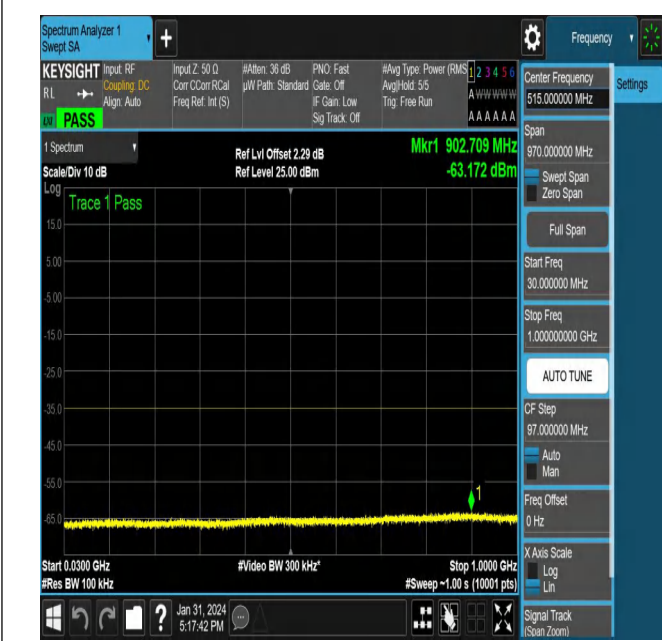 Spectrum Analyzer 1
Swept SA
Frequency
KEYSIGHT
RL
PASS
Input: RF
Coupling: DC
Align: Auto
Input Z: 50 Ω
Corr CCorr RCal
Freq Ref: Int (S)
#Atten: 36 dB
µW Path: Standard
PNO: Fast
Gate: Off
IF Gain: Low
Sig Track: Off
#Avg Type: Power (RMS
Avg|Hold: 5/5
Trig: Free Run
1 2 3 4 5 6
A W W W W W
A A A A A A
1 Spectrum
Scale/Div 10 dB
Ref Lvl Offset 2.29 dB
Ref Level 25.00 dBm
Mkr1 902.709 MHz
-63.172 dBm
Log
Trace 1 Pass
15.0
5.00
-5.00
-15.0
-25.0
-35.0
-45.0
-55.0
-65.0
1
Start 0.0300 GHz
#Res BW 100 kHz
#Video BW 300 kHz*
Stop 1.0000 GHz
#Sweep ~1.00 s (10001 pts)
?
Jan 31, 2024
5:17:42 PM
Center Frequency
515.000000 MHz
Settings
Span
970.000000 MHz
Swept Span
Zero Span
Full Span
Start Freq
30.000000 MHz
Stop Freq
1.000000000 GHz
AUTO TUNE
CF Step
97.000000 MHz
Auto
Man
Freq Offset
0 Hz
X Axis Scale
Log
Lin
Signal Track
(Span Zoom)